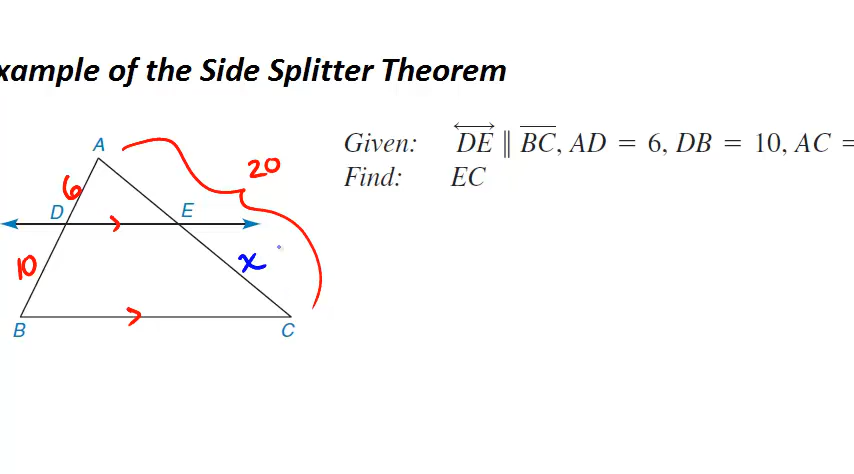 xample of the Side Splitter Theorem
Given: DE ∥ BC, AD = 6, DB = 10, AC =
Find: EC
A
20
6
D
E
10
x
B
C